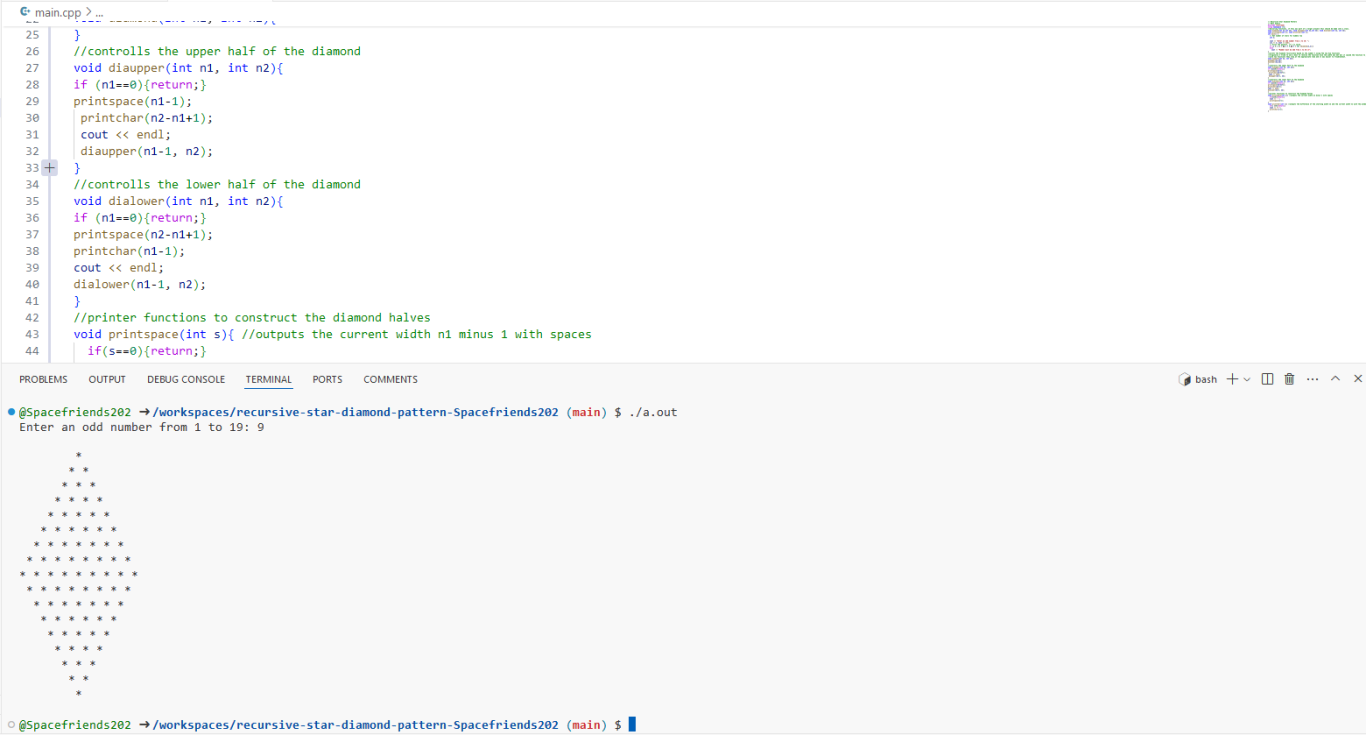 main.cpp > ...
25 }
26 //controlls the upper half of the diamond
27 void diaupper(int n1, int n2){
28 if (n1==0){return;}
29 printspace(n1-1);
30 printchar(n2-n1+1);
31 cout << endl;
32 diaupper(n1-1, n2);
33 }
34 //controlls the lower half of the diamond
35 void dialower(int n1, int n2){
36 if (n1==0){return;}
37 printspace(n2-n1+1);
38 printchar(n1-1);
39 cout << endl;
40 dialower(n1-1, n2);
41 }
42 //printer functions to construct the diamond halves
43 void printspace(int s){ //outputs the current width n1 minus 1 with spaces
44 if(s==0){return;}
PROBLEMS OUTPUT DEBUG CONSOLE TERMINAL PORTS COMMENTS bash
@Spacefriends202 ➜ /workspaces/recursive-star-diamond-pattern-Spacefriends202 (main) $ ./a.out
Enter an odd number from 1 to 19: 9
        *
       * *
      * * *
     * * * *
    * * * * *
   * * * * * *
  * * * * * * *
 * * * * * * * *
* * * * * * * * *
 * * * * * * * *
  * * * * * * *
   * * * * * *
    * * * * *
     * * * *
      * * *
       * *
        *
@Spacefriends202 ➜ /workspaces/recursive-star-diamond-pattern-Spacefriends202 (main) $